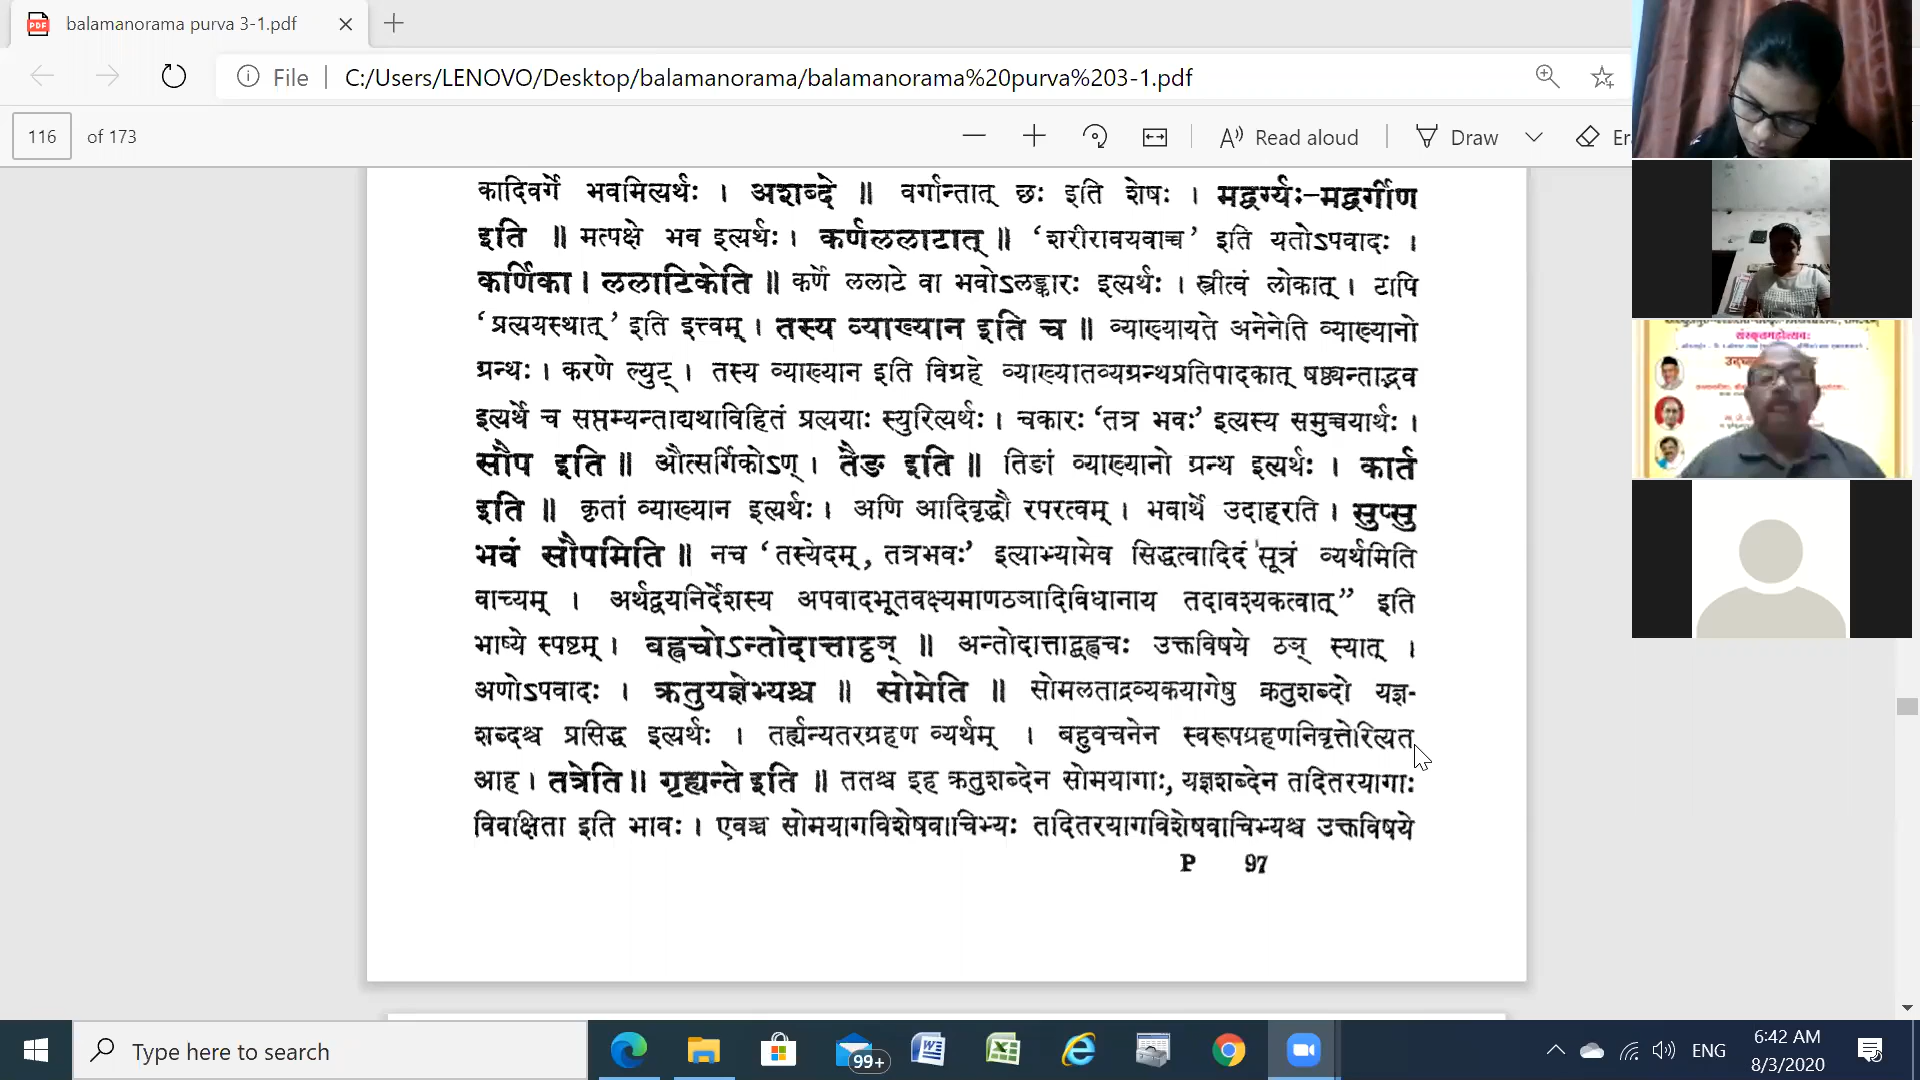 balamanorama purva 3-1.pdf
File | C:/Users/LENOVO/Desktop/balamanorama/balamanorama%20purva%203-1.pdf
116 of 173
Read aloud
Draw
कादिवर्गे भवमित्यर्थः । अशब्दे ॥ वर्गान्तात् छः इति शेषः । मद्वर्ग्यः-मद्वर्गीण
इति ॥ मत्पक्षे भव इत्यर्थः । कर्णललाटात् ॥ ‘शरीरावयवाच्च’ इति यतोऽपवादः ।
कर्णिका । ललाटिकेति ॥ कर्णे ललाटे वा भवोऽलङ्कारः इत्यर्थः । स्त्रीत्वं लोकात् । टापि
‘प्रत्ययस्थात्’ इति इत्त्वम् । तस्य व्याख्यान इति च ॥ व्याख्यायते अनेनेति व्याख्यानो
ग्रन्थः । करणे ल्युट् । तस्य व्याख्यान इति विग्रहे व्याख्यातव्यग्रन्थप्रतिपादकात् षष्ठ्यन्ताद्भव
इत्यर्थे च सप्तम्यन्ताद्यथाविहितं प्रत्ययाः स्युरित्यर्थः । चकारः ‘तत्र भवः’ इत्यस्य समुच्चयार्थः ।
सौप इति ॥ औत्सर्गिकोऽण् । तैङ इति ॥ तिङां व्याख्यानो ग्रन्थ इत्यर्थः । कार्त
इति ॥ कृतां व्याख्यान इत्यर्थः । अणि आदिवृद्धौ रपरत्वम् । भवार्थे उदाहरति । सुप्सु
भवं सौपमिति ॥ नच ‘तस्येदम्, तत्रभवः’ इत्याभ्यामेव सिद्धत्वादिदं सूत्रं व्यर्थमिति
वाच्यम् । अर्थद्वयनिर्देशस्य अपवादभूतवक्ष्यमाणठञादिविधानाय तदावश्यकत्वात्” इति
भाष्ये स्पष्टम् । बह्वचोऽन्तोदात्ताट्ठञ् ॥ अन्तोदात्ताद्बह्वचः उक्तविषये ठञ् स्यात् ।
अणोऽपवादः । ऋतुयज्ञेभ्यश्च ॥ सोमेति ॥ सोमलताद्रव्यकयागेषु क्रतुशब्दो यज्ञ-
शब्दश्च प्रसिद्ध इत्यर्थः । तर्ह्यन्यतरग्रहण व्यर्थम् । बहुवचनेन स्वरूपग्रहणनिवृत्तेरित्यत
आह । तत्रेति ॥ गृह्यन्ते इति ॥ ततश्च इह क्रतुशब्देन सोमयागाः, यज्ञशब्देन तदितरयागाः
विवक्षिता इति भावः । एवञ्च सोमयागविशेषवाचिभ्यः तदितरयागविशेषवाचिभ्यश्च उक्तविषये
P 97
संस्कृतमहोत्सवः
Type here to search
99+
ENG
6:42 AM
8/3/2020